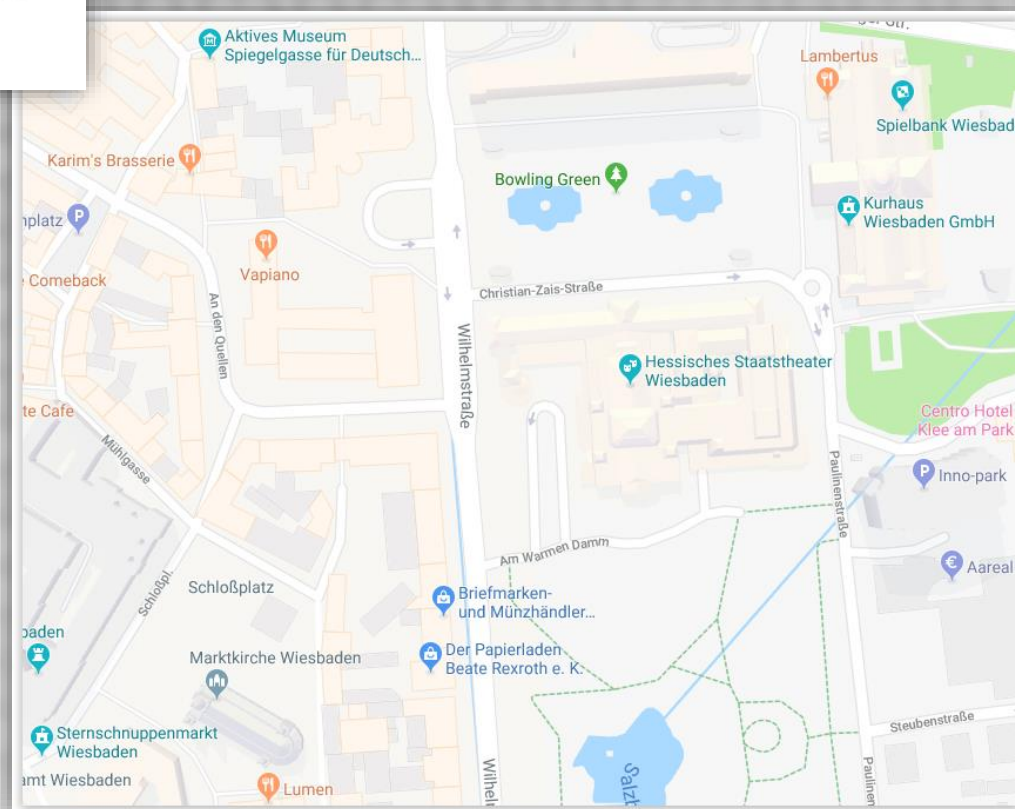 Aktives Museum
Spiegelgasse für Deutsch...
Lambertus
Spielbank Wiesbad
Karim's Brasserie
Bowling Green
nplatz
Kurhaus
Wiesbaden GmbH
Vapiano
Comeback
Christian-Zais-Straße
An den Quellen
Wilhelmstraße
Hessisches Staatstheater
Wiesbaden
te Cafe
Centro Hotel
Klee am Park
Mühlgasse
Paulinenstraße
Inno-park
Am Warmen Damm
Aareal
Schloßpl.
Schloßplatz
Briefmarken-
und Münzhändler...
baden
Marktkirche Wiesbaden
Der Papierladen
Beate Rexroth e. K.
Steubenstraße
Sternschnuppenmarkt
Wiesbaden
amt Wiesbaden
Lumen
Wilheln
Salzb
Paulinen